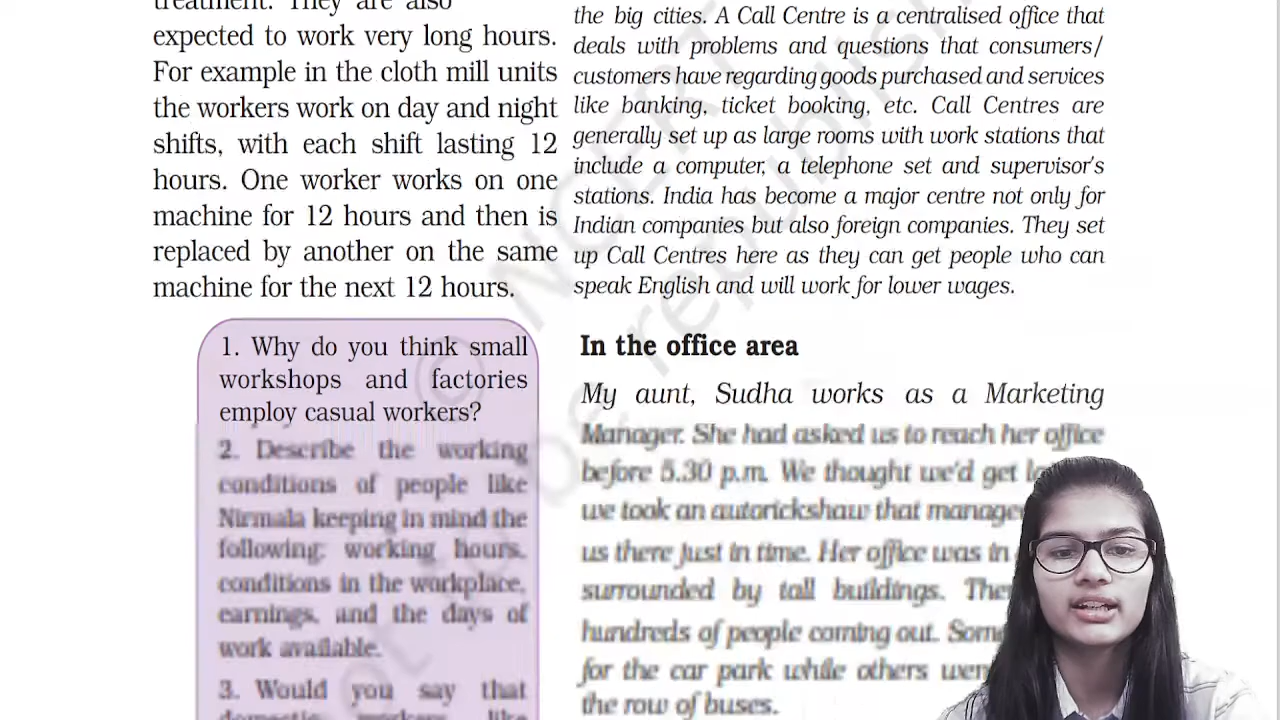 treatment. They are also
expected to work very long hours.
For example in the cloth mill units
the workers work on day and night
shifts, with each shift lasting 12
hours. One worker works on one
machine for 12 hours and then is
replaced by another on the same
machine for the next 12 hours.
1. Why do you think small
workshops and factories
employ casual workers?
2. Describe the working
conditions of people like
Nirmala keeping in mind the
following: working hours,
conditions in the workplace,
earnings, and the days of
work available.
3. Would you say that
domestic workers like
the big cities. A Call Centre is a centralised office that
deals with problems and questions that consumers/
customers have regarding goods purchased and services
like banking, ticket booking, etc. Call Centres are
generally set up as large rooms with work stations that
include a computer, a telephone set and supervisor's
stations. India has become a major centre not only for
Indian companies but also foreign companies. They set
up Call Centres here as they can get people who can
speak English and will work for lower wages.
In the office area
My aunt, Sudha works as a Marketing
Manager. She had asked us to reach her office
before 5.30 p.m. We thought we'd get
we took an autorickshaw that
us there just in time. Her office was in
surrounded by tall buildings.
hundreds of people coming out.
for the car park while others
the row of buses.
© NCERT
not to be republished